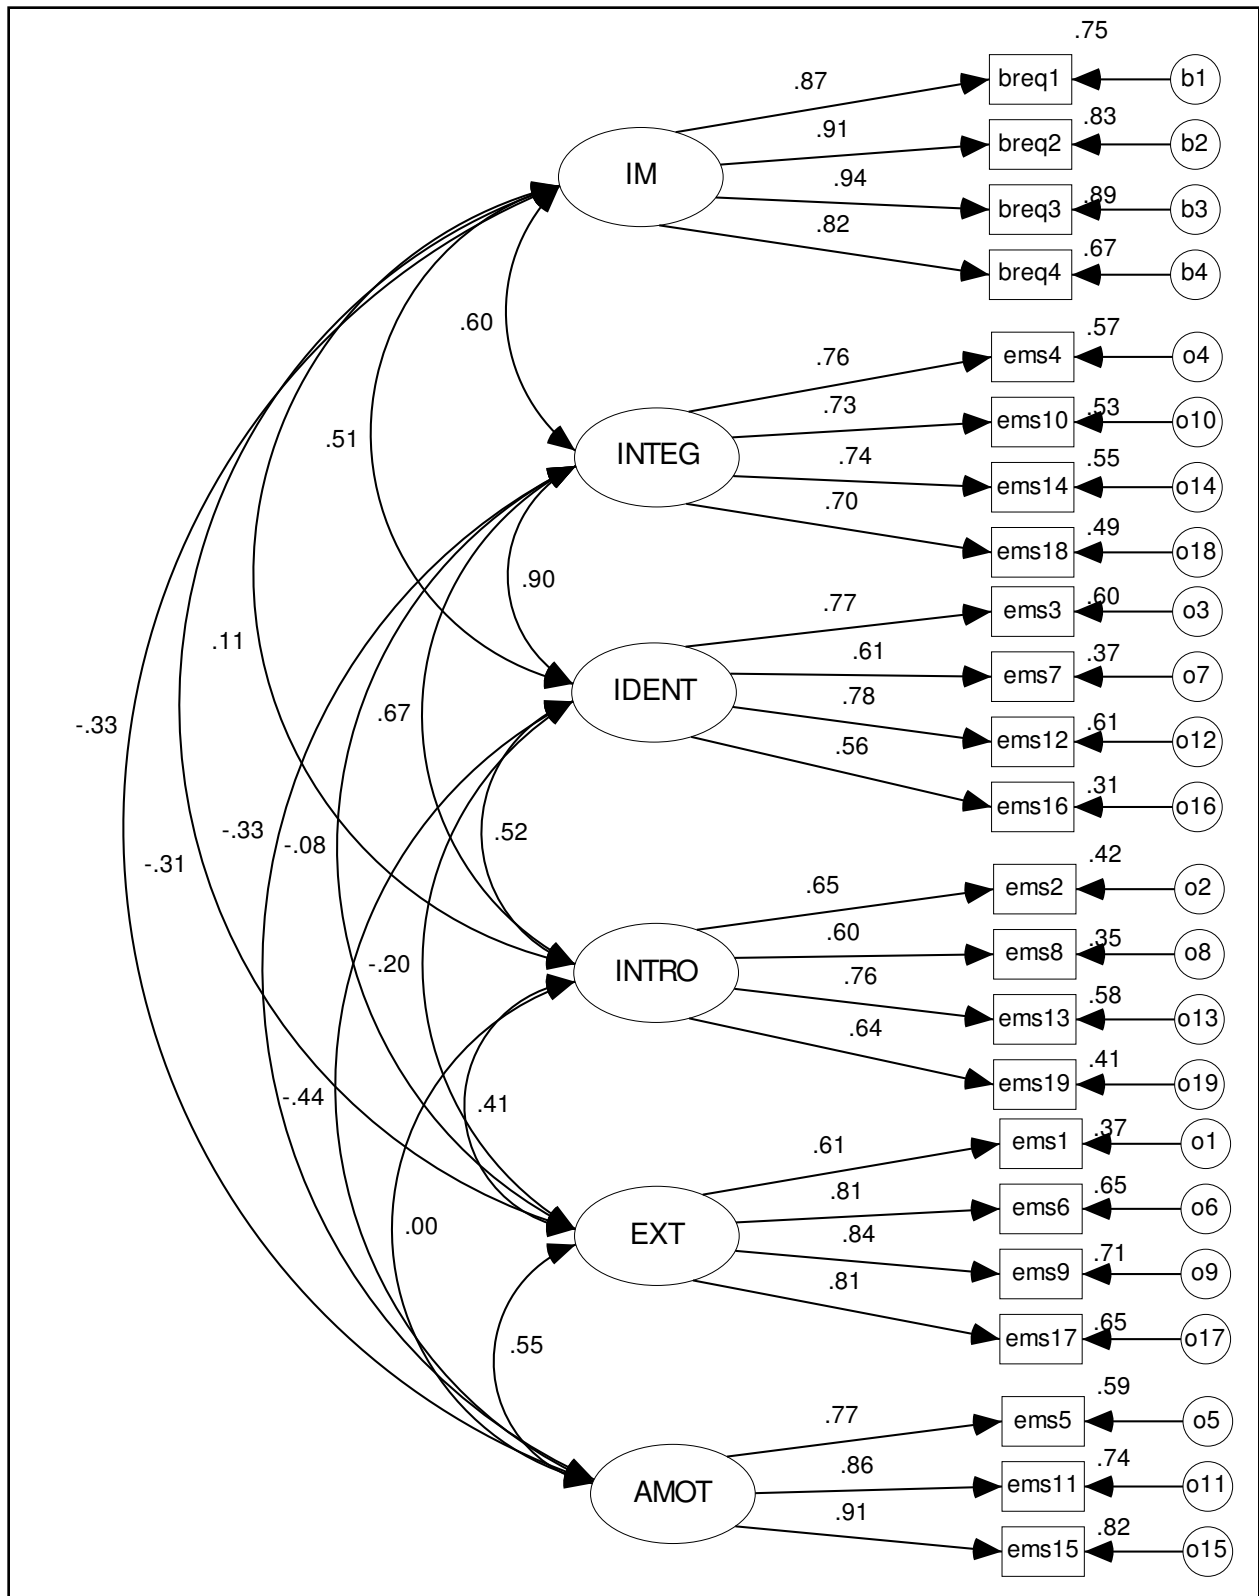 .75
.87 breq1 b1
.91 .83 breq2 b2
.94 .89 breq3 b3
IM
.82 .67 breq4 b4
.60
.76 .57 ems4 o4
.73 .53 ems10 o10
.51
INTEG
.74 .55 ems14 o14
.70 .49 ems18 o18
.90
.77 .60 ems3 o3
.11
.61 .37 ems7 o7
IDENT
.67
.78 .61 ems12 o12
-.33
.56 .31 ems16 o16
-.33 -.08 .52
-.31
.65 .42 ems2 o2
.60 .35 ems8 o8
-.20
INTRO
.76 .58 ems13 o13
.64 .41 ems19 o19
-.44 .41
.61 .37 ems1 o1
.81 .65 ems6 o6
.00
EXT
.84 .71 ems9 o9
.81 .65 ems17 o17
.55
.77 .59 ems5 o5
.86 .74 ems11 o11
AMOT
.91 .82 ems15 o15